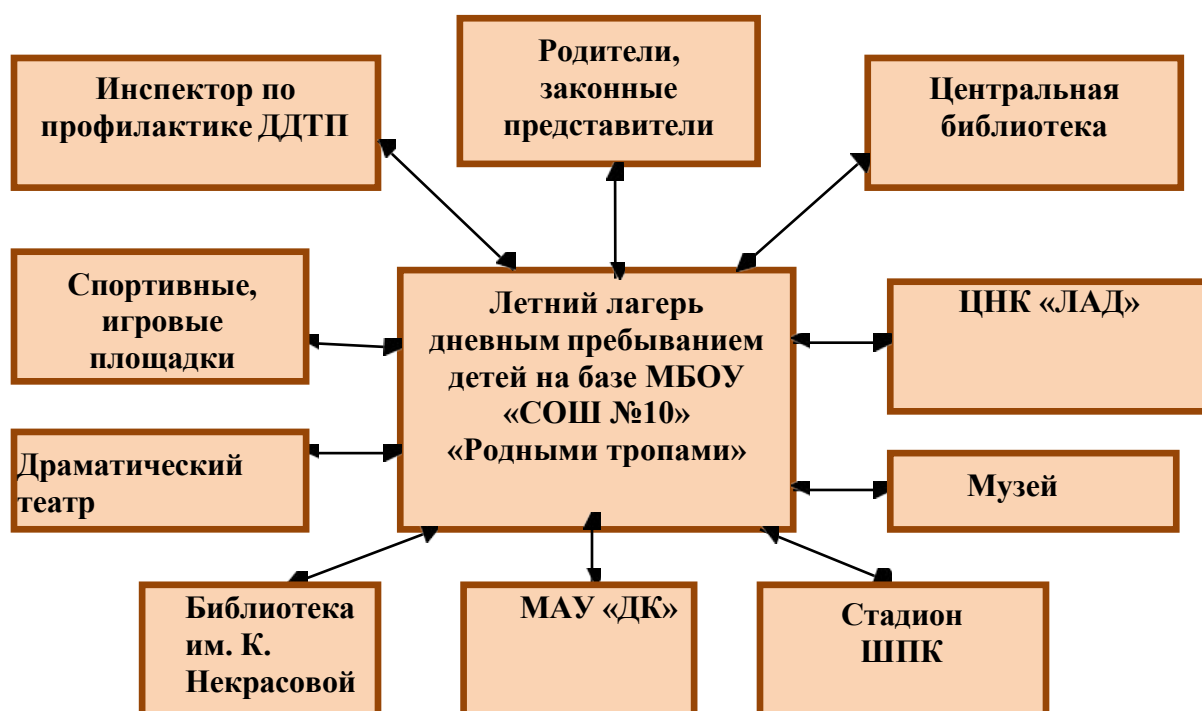 Инспектор по
профилактике ДДТП
Родители,
законные
представители
Центральная
библиотека
Спортивные,
игровые
площадки
Летний лагерь
дневным пребыванием
детей на базе МБОУ
«СОШ №10»
«Родными тропами»
ЦНК «ЛАД»
Драматический
театр
Музей
Библиотека
им. К.
Некрасовой
МАУ «ДК»
Стадион
ШПК